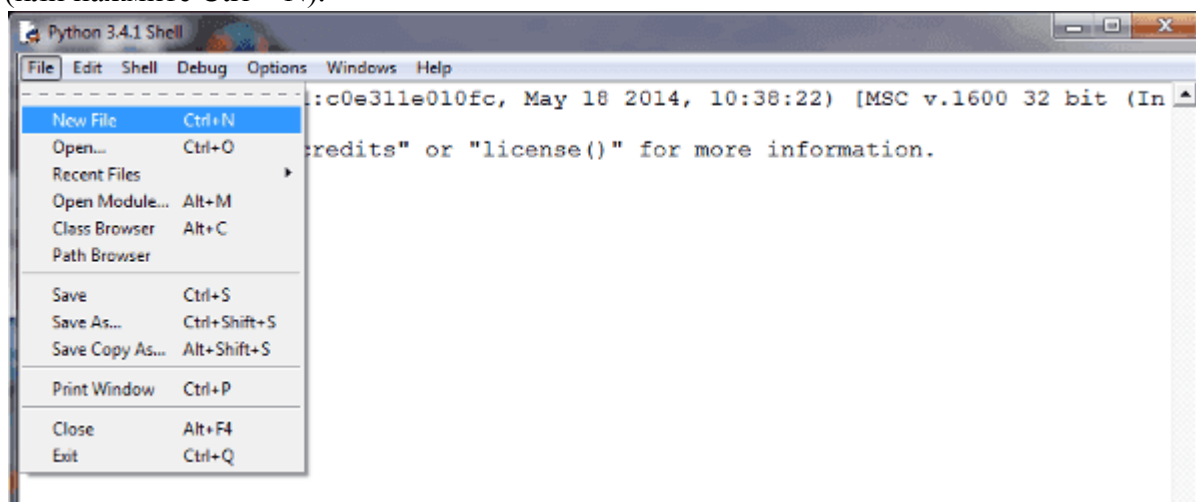 Python 3.4.1 Shell
File Edit Shell Debug Options Windows Help
:c0e311e010fc, May 18 2014, 10:38:22) [MSC v.1600 32 bit (In
New File Ctrl+N
Open... Ctrl+O
redits" or "license()" for more information.
Recent Files
Open Module... Alt+M
Class Browser Alt+C
Path Browser
Save Ctrl+S
Save As... Ctrl+Shift+S
Save Copy As... Alt+Shift+S
Print Window Ctrl+P
Close Alt+F4
Exit Ctrl+Q